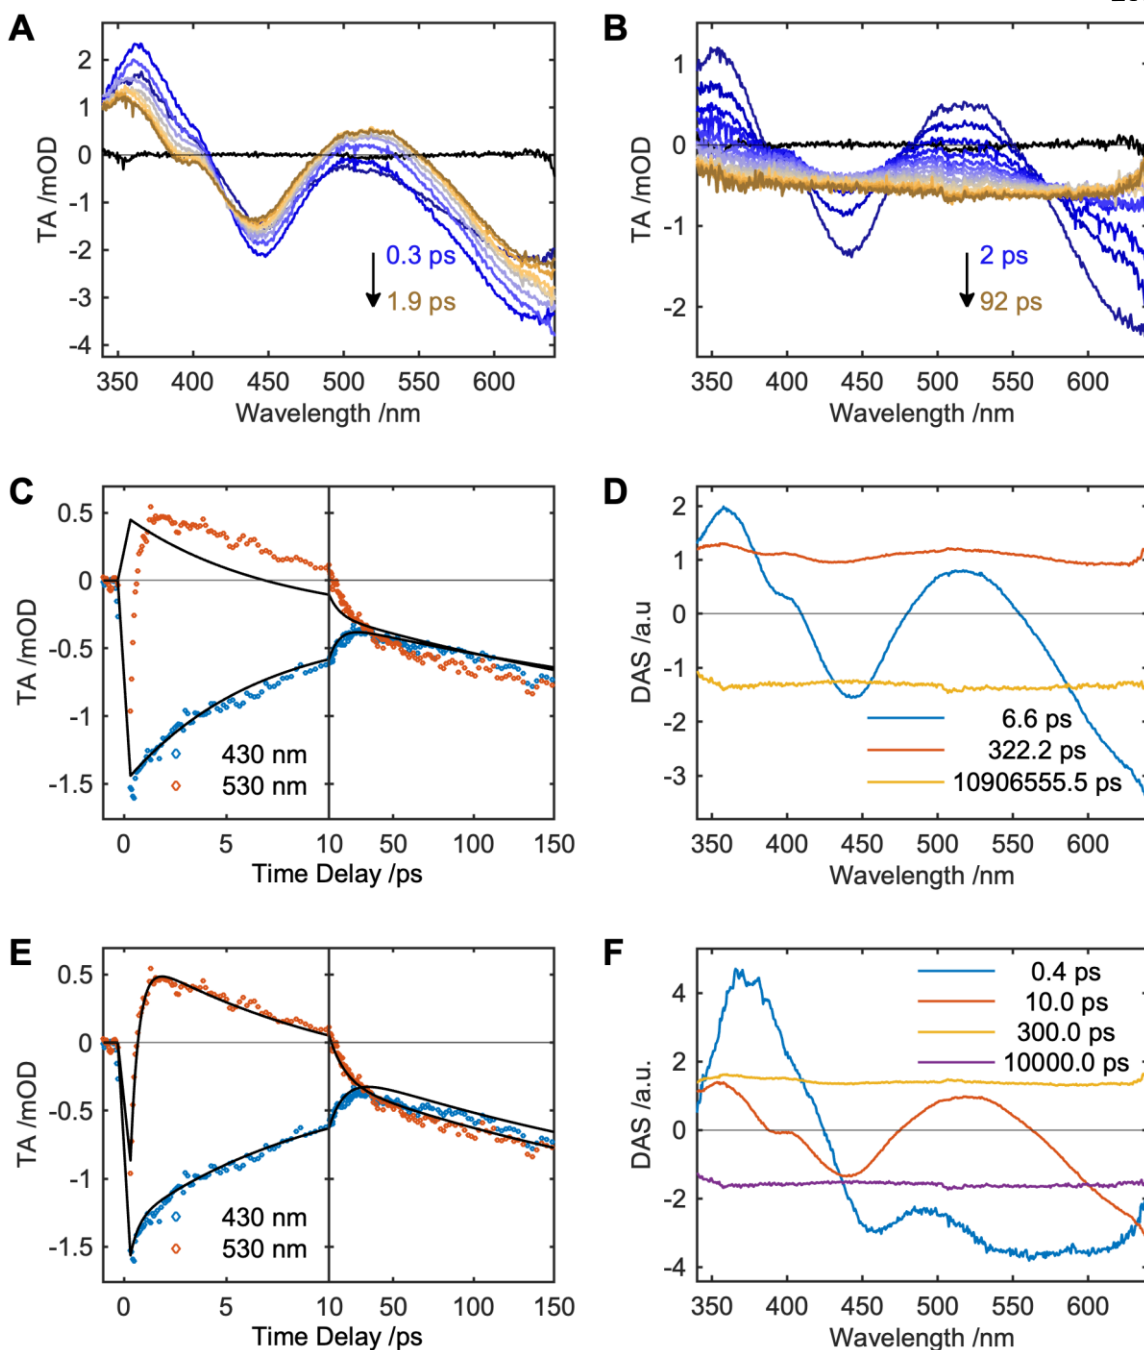 A
B
TA /mOD
2
1
0
-1
-2
-3
-4
0.3 ps
1.9 ps
350 400 450 500 550 600
Wavelength /nm
TA /mOD
1
0
-1
-2
2 ps
92 ps
350 400 450 500 550 600
Wavelength /nm
C
D
TA /mOD
0.5
0
-0.5
-1
-1.5
430 nm
530 nm
0 5 10 50 100 150
Time Delay /ps
DAS /a.u
2
1
0
-1
-2
-3
6.6 ps
322.2 ps
10906555.5 ps
350 400 450 500 550 600
Wavelength /nm
E
F
TA /mOD
0.5
0
-0.5
-1
-1.5
430 nm
530 nm
0 5 10 50 100 150
Time Delay /ps
DAS /a.u.
4
2
0
-2
-4
0.4 ps
10.0 ps
300.0 ps
10000.0 ps
350 400 450 500 550 600
Wavelength /nm